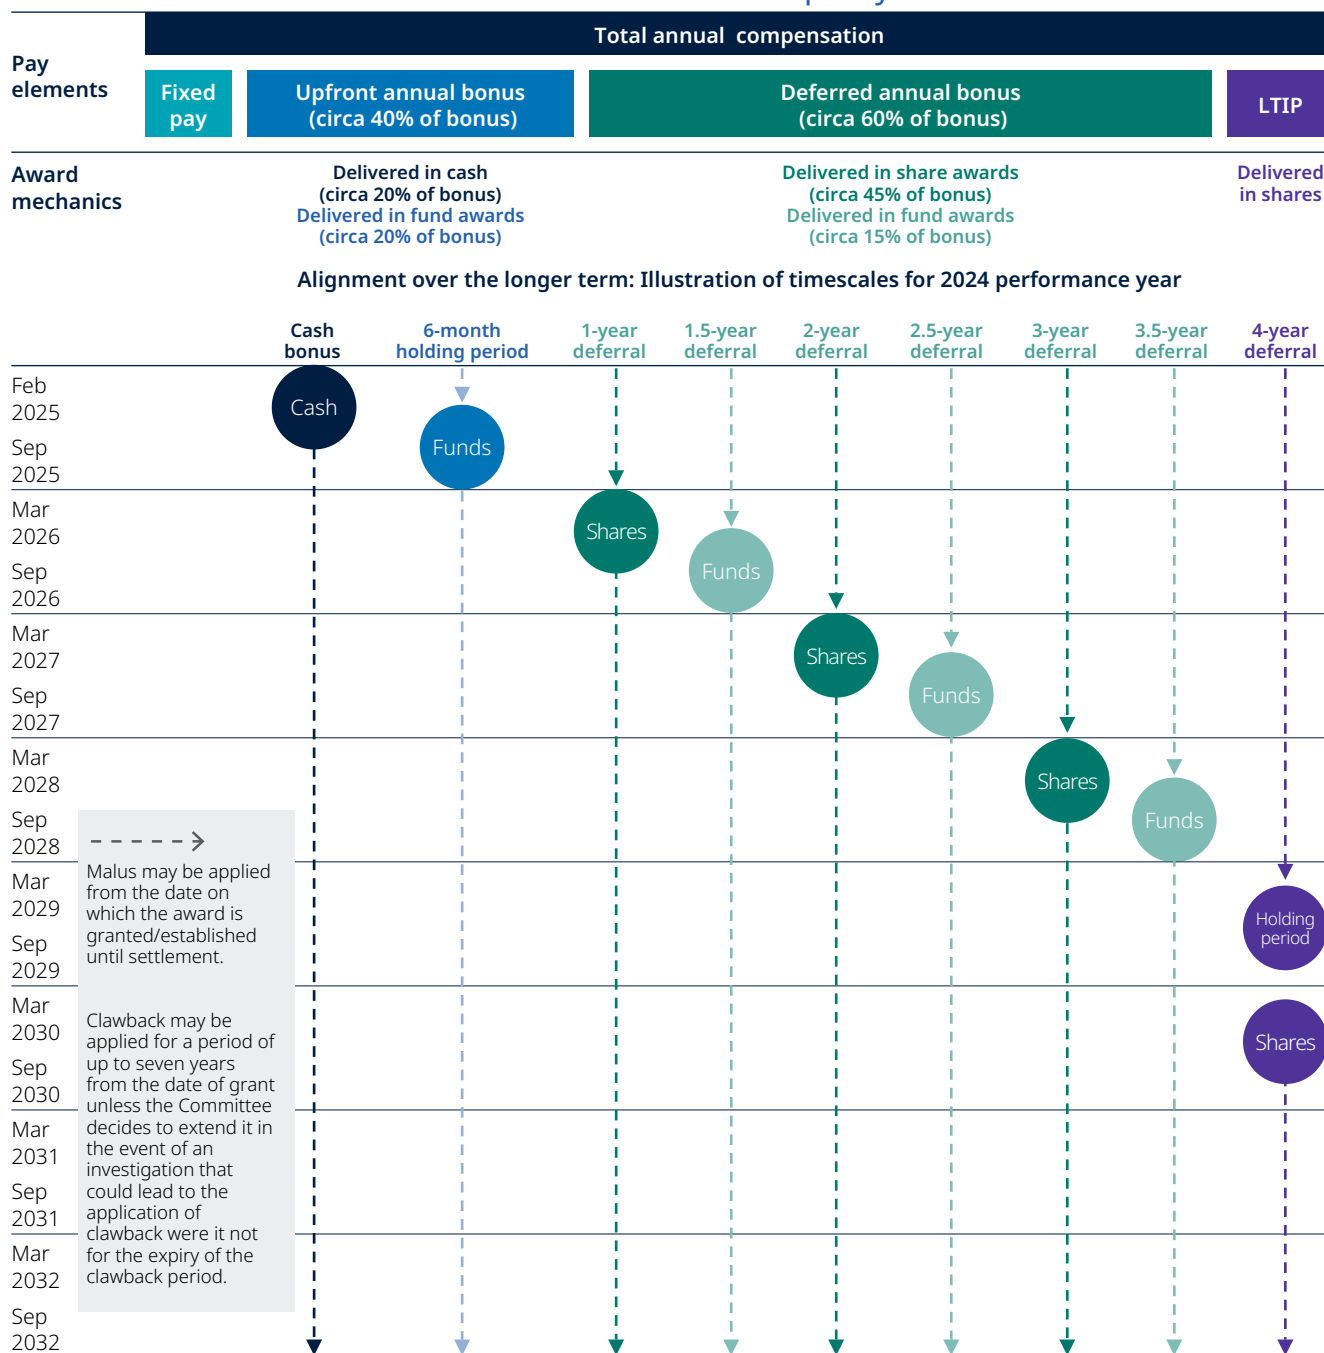 Total annual compensation
Pay
elements
Fixed
pay
Upfront annual bonus
(circa 40% of bonus)
Deferred annual bonus
(circa 60% of bonus)
LTIP
Award
mechanics
Delivered in cash
(circa 20% of bonus)
Delivered in fund awards
(circa 20% of bonus)
Delivered in share awards
(circa 45% of bonus)
Delivered in fund awards
(circa 15% of bonus)
Delivered
in shares
Alignment over the longer term: Illustration of timescales for 2024 performance year
Cash
bonus
6-month
holding period
1-year
deferral
1.5-year
deferral
2-year
deferral
2.5-year
deferral
3-year
deferral
3.5-year
deferral
4-year
deferral
Feb
2025
Cash
Sep
2025
Funds
Mar
2026
Shares
Sep
2026
Funds
Mar
2027
Shares
Sep
2027
Funds
Mar
2028
Shares
Sep
2028
Funds
Mar
2029
Holding
period
Sep
2029
Mar
2030
Shares
Sep
2030
Mar
2031
Sep
2031
Mar
2032
Sep
2032
Malus may be applied
from the date on
which the award is
granted/established
until settlement.
Clawback may be
applied for a period of
up to seven years
from the date of grant
unless the Committee
decides to extend it in
the event of an
investigation that
could lead to the
application of
clawback were it not
for the expiry of the
clawback period.